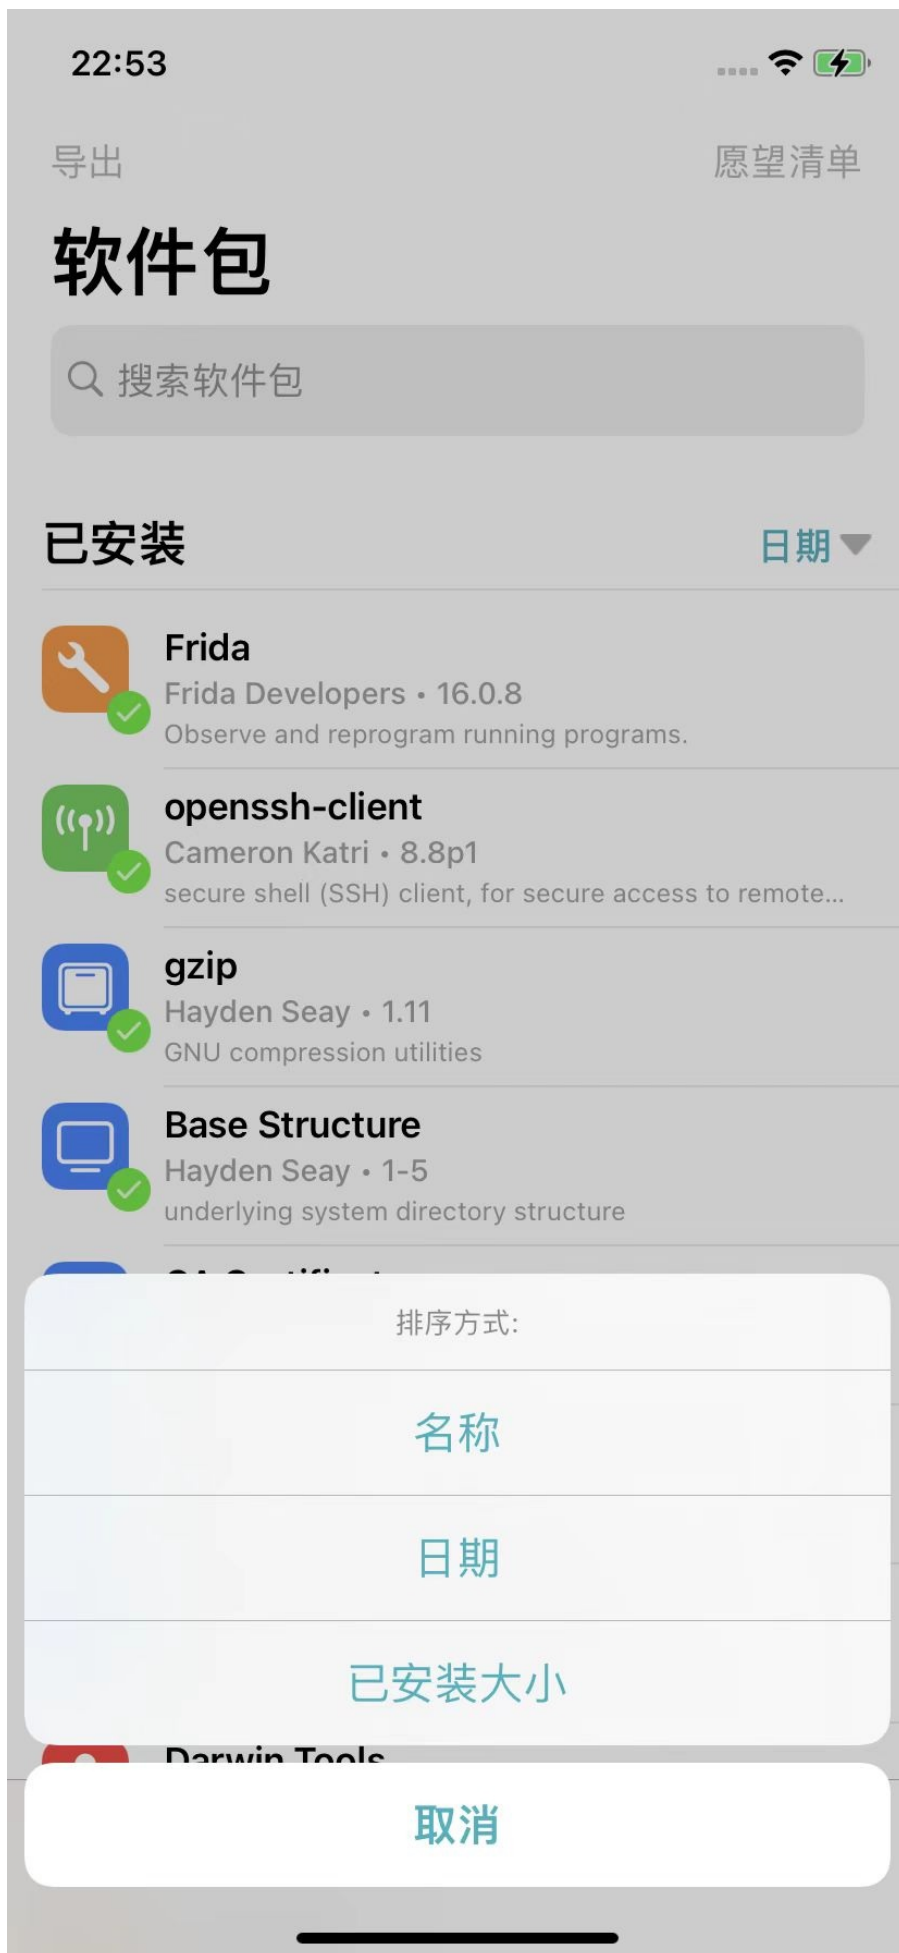 22:53
导出
愿望清单
软件包
搜索软件包
已安装
日期
Frida
Frida Developers • 16.0.8
Observe and reprogram running programs.
openssh-client
Cameron Katri • 8.8p1
secure shell (SSH) client, for secure access to remote...
gzip
Hayden Seay • 1.11
GNU compression utilities
Base Structure
Hayden Seay • 1-5
underlying system directory structure
排序方式:
名称
日期
已安装大小
Darwin Tools
取消